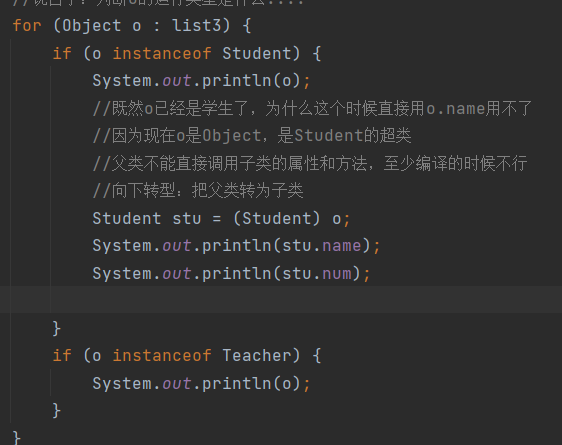 for (Object o : list3) {
if (o instanceof Student) {
System.out.println(o);
//既然o已经是学生了，为什么这个时候直接用o.name用不了
//因为现在o是Object，是Student的超类
//父类不能直接调用子类的属性和方法，至少编译的时候不行
//向下转型：把父类转为子类
Student stu = (Student) o;
System.out.println(stu.name);
System.out.println(stu.num);
}
if (o instanceof Teacher) {
System.out.println(o);
}
}